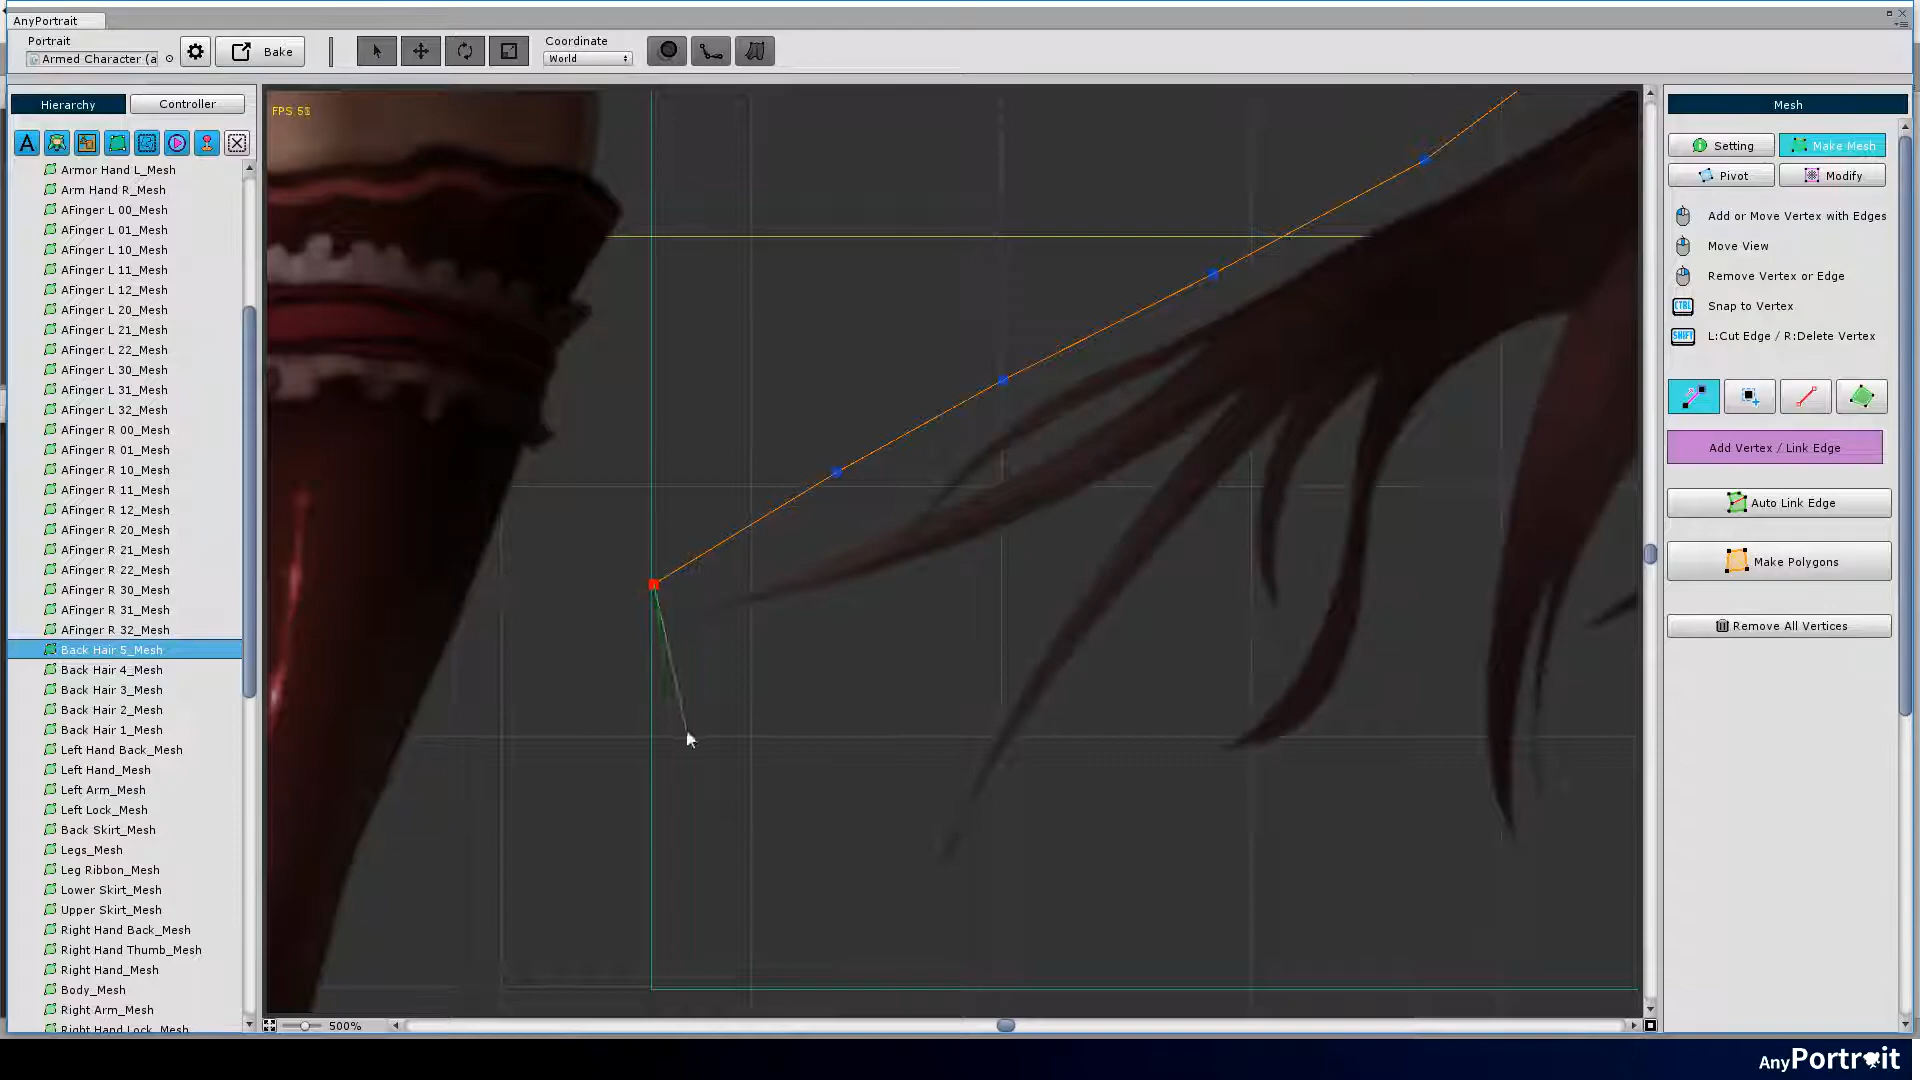 AnyPortrait
Portrait
Armed Character (a
Bake
Coordinate
World
Hierarchy
Controller
FPS 5
Armor Hand L_Mesh
Arm Hand R_Mesh
AFinger L 00_Mesh
AFinger L 01_Mesh
AFinger L 10_Mesh
AFinger L 11_Mesh
AFinger L 12_Mesh
AFinger L 20_Mesh
AFinger L 21_Mesh
AFinger L 22_Mesh
AFinger L 30_Mesh
AFinger L 31_Mesh
AFinger L 32_Mesh
AFinger R 00_Mesh
AFinger R 01_Mesh
AFinger R 10_Mesh
AFinger R 11_Mesh
AFinger R 12_Mesh
AFinger R 20_Mesh
AFinger R 21_Mesh
AFinger R 22_Mesh
AFinger R 30_Mesh
AFinger R 31_Mesh
AFinger R 32_Mesh
Back Hair 5_Mesh
Back Hair 4_Mesh
Back Hair 3_Mesh
Back Hair 2_Mesh
Back Hair 1_Mesh
Left Hand Back_Mesh
Left Hand_Mesh
Left Arm_Mesh
Left Lock_Mesh
Back Skirt_Mesh
Legs_Mesh
Leg Ribbon_Mesh
Lower Skirt_Mesh
Upper Skirt_Mesh
Right Hand Back_Mesh
Right Hand Thumb_Mesh
Right Hand_Mesh
Body_Mesh
Right Arm_Mesh
Right Hand Lock_Mesh
500%
Mesh
Setting
Make Mesh
Pivot
Modify
Add or Move Vertex with Edges
Move View
Remove Vertex or Edge
CTRL
Snap to Vertex
SHIFT
L:Cut Edge / R:Delete Vertex
Add Vertex / Link Edge
Auto Link Edge
Make Polygons
Remove All Vertices
AnyPortrait